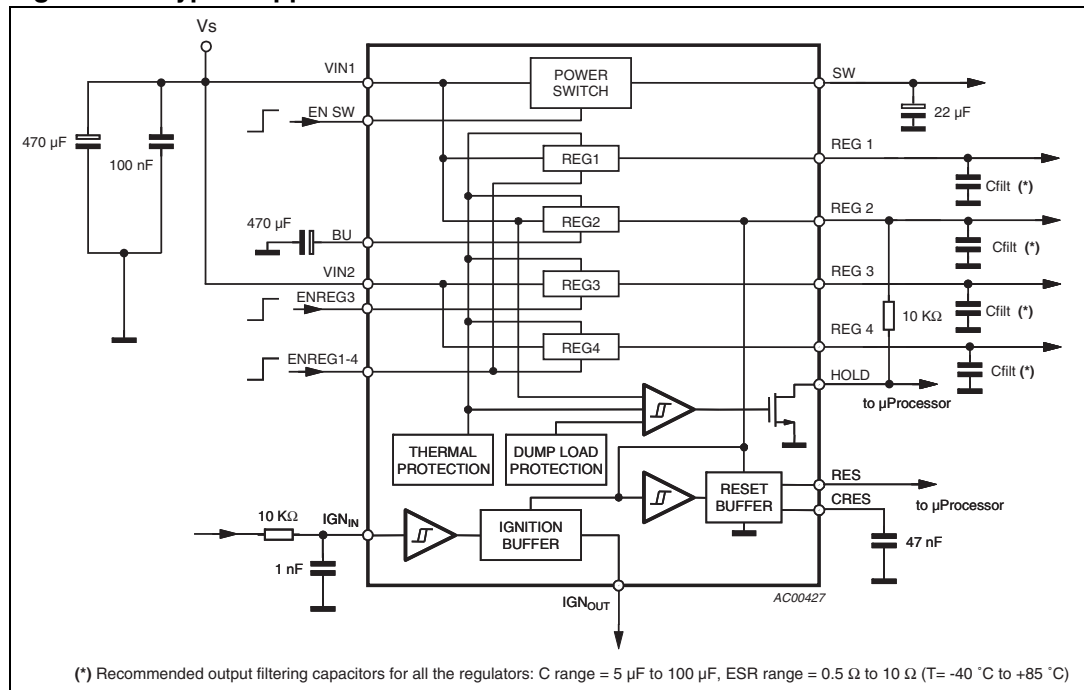 Vs
VIN1
POWER
SWITCH
SW
EN SW
22 µF
470 µF
100 nF
REG 1
REG1
Cfilt (*)
470 µF
BU
REG2
REG 2
Cfilt (*)
VIN2
REG 3
ENREG3
REG3
10 KΩ
Cfilt (*)
REG 4
ENREG1-4
REG4
Cfilt (*)
HOLD
to µProcessor
THERMAL
PROTECTION
DUMP LOAD
PROTECTION
RES
to µProcessor
RESET
BUFFER
CRES
10 KΩ
IGNIN
IGNITION
BUFFER
47 nF
1 nF
IGNOUT
AC00427
(*) Recommended output filtering capacitors for all the regulators: C range = 5 µF to 100 µF, ESR range = 0.5 Ω to 10 Ω (T= -40 ˚C to +85 ˚C)